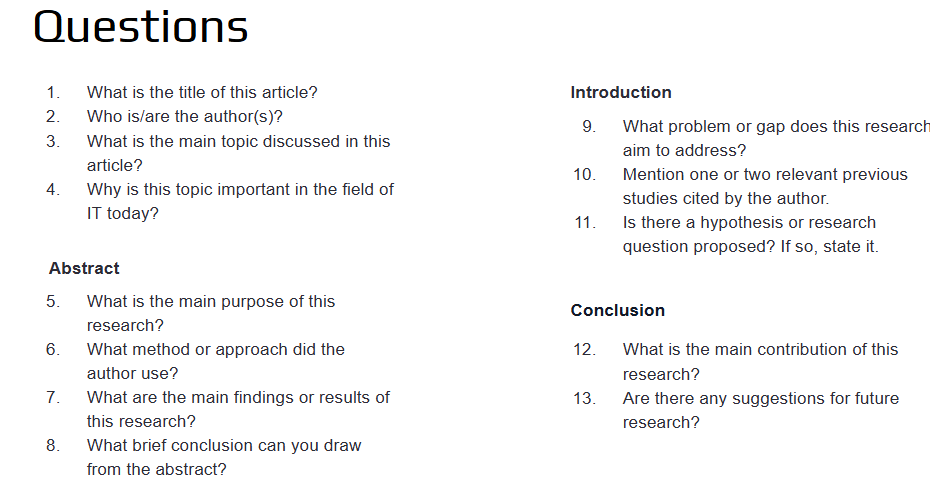 Questions
1. What is the title of this article?
2. Who is/are the author(s)?
3. What is the main topic discussed in this
article?
4. Why is this topic important in the field of
IT today?
Abstract
5. What is the main purpose of this
research?
6. What method or approach did the
author use?
7. What are the main findings or results of
this research?
8. What brief conclusion can you draw
from the abstract?
Introduction
9. What problem or gap does this research
aim to address?
10. Mention one or two relevant previous
studies cited by the author.
11. Is there a hypothesis or research
question proposed? If so, state it.
Conclusion
12. What is the main contribution of this
research?
13. Are there any suggestions for future
research?